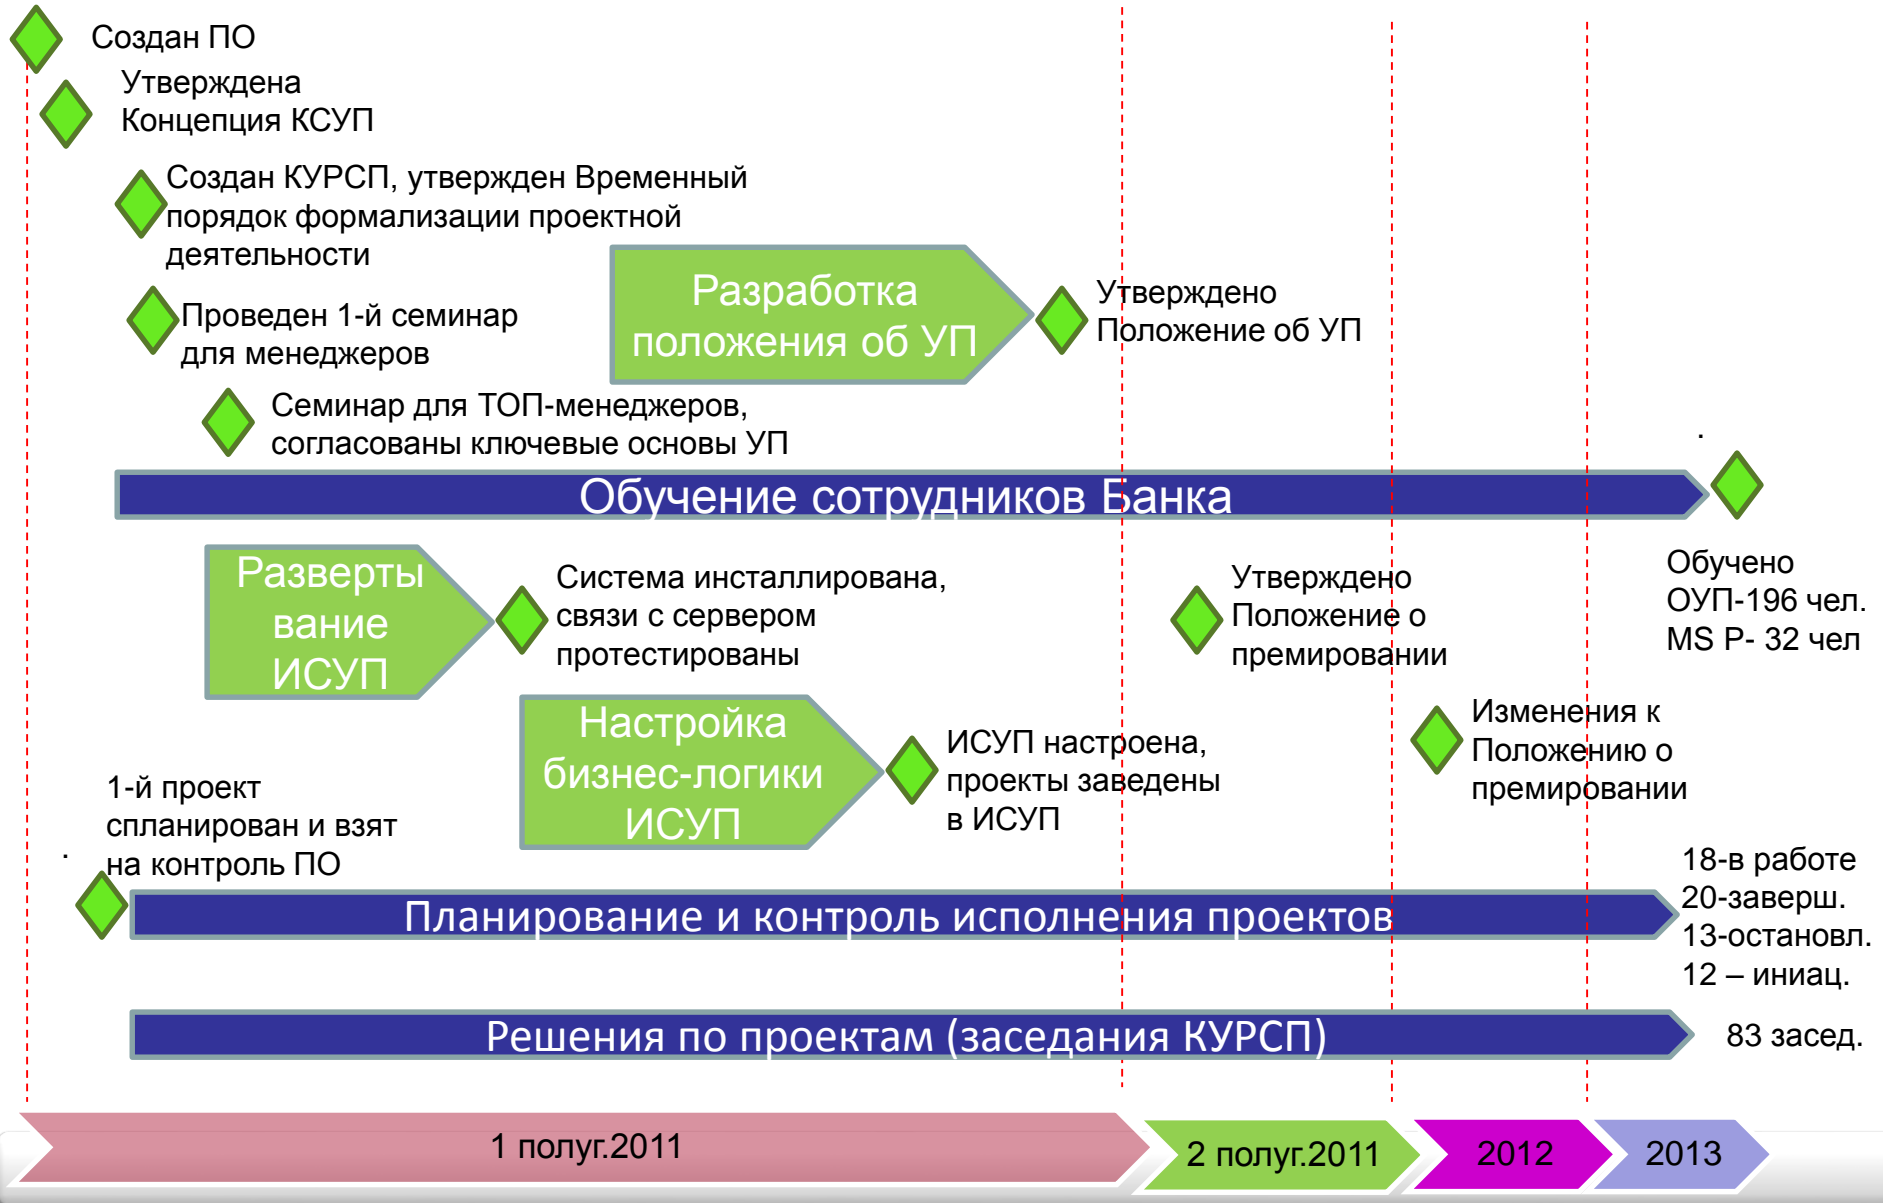 Создан ПО
Утверждена
Концепция КСУП
Создан КУРСП, утвержден Временный
порядок формализации проектной
деятельности
Разработка
положения об УП
Утверждено
Положение об УП
Проведен 1-й семинар
для менеджеров
Семинар для ТОП-менеджеров,
согласованы ключевые основы УП
.
Обучение сотрудников Банка
Разверты
вание
ИСУП
Система инсталлирована,
связи с сервером
протестированы
Утверждено
Положение о
премировании
Обучено
ОУП-196 чел.
MS P- 32 чел
Настройка
бизнес-логики
ИСУП
ИСУП настроена,
проекты заведены
в ИСУП
Изменения к
Положению о
премировании
1-й проект
спланирован и взят
на контроль ПО
.
Планирование и контроль исполнения проектов
18-в работе
20-заверш.
13-остановл.
12 – иниац.
Решения по проектам (заседания КУРСП)
83 засед.
1 полуг.2011
2 полуг.2011
2012
2013